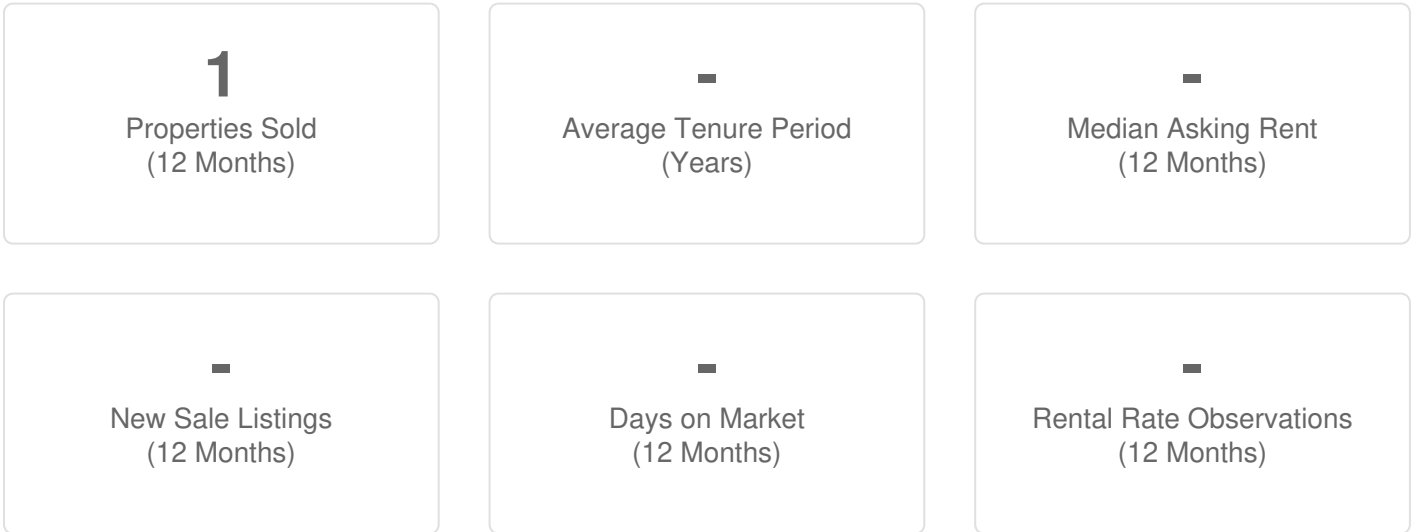 1
Properties Sold
(12 Months)
-
Average Tenure Period
(Years)
-
Median Asking Rent
(12 Months)
-
New Sale Listings
(12 Months)
-
Days on Market
(12 Months)
-
Rental Rate Observations
(12 Months)